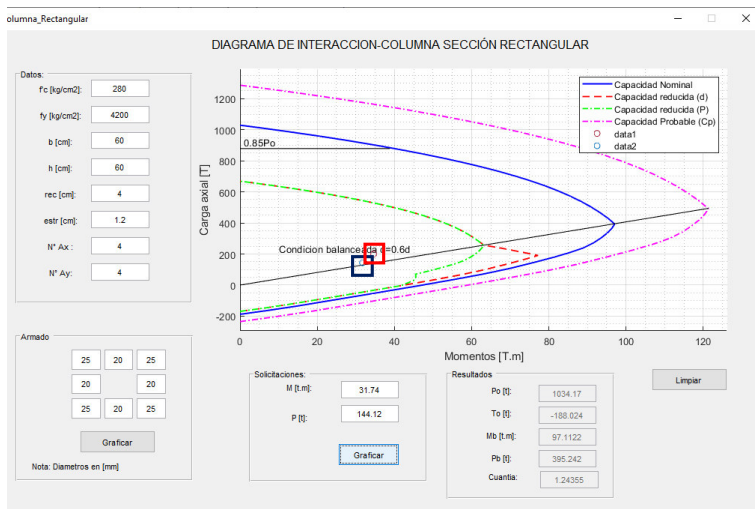 olumna_Rectangular
DIAGRAMA DE INTERACCION-COLUMNA SECCIÓN RECTANGULAR
Datos:
f'c [kg/cm2]: 280
fy [kg/cm2]: 4200
b [cm]: 60
h [cm]: 60
rec [cm]: 4
estr [cm]: 1.2
N° Ax : 4
N° Ay: 4
Armado
25 20 25
20 20
25 20 25
Graficar
Nota: Diametros en [mm]
Carga axial [T]
1200
1000
800
600
400
200
0
-200
0.85Po
Condicion balanceada c=0.6d
Capacidad Nominal
Capacidad reducida (d)
Capacidad reducida (P)
Capacidad Probable (Cp)
data1
data2
0 20 40 60 80 100 120
Momentos [T.m]
Solicitaciones:
M [t.m]: 31.74
P [t]: 144.12
Graficar
Resultados
Po [t]: 1034.17
To [t]: -188.024
Mb [t.m]: 97.1122
Pb [t]: 395.242
Cuantia: 1.24355
Limpiar